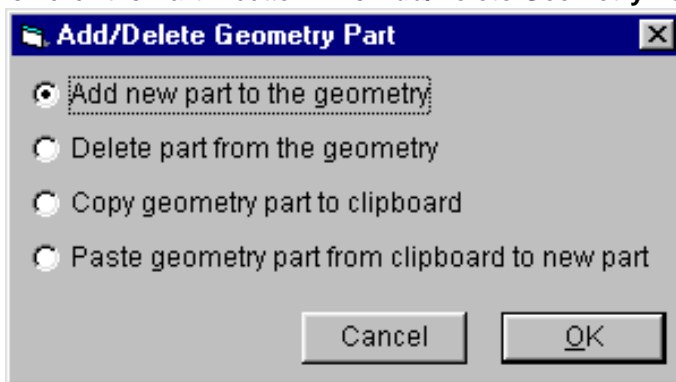 Add/Delete Geometry Part
Add new part to the geometry
Delete part from the geometry
Copy geometry part to clipboard
Paste geometry part from clipboard to new part
Cancel
OK